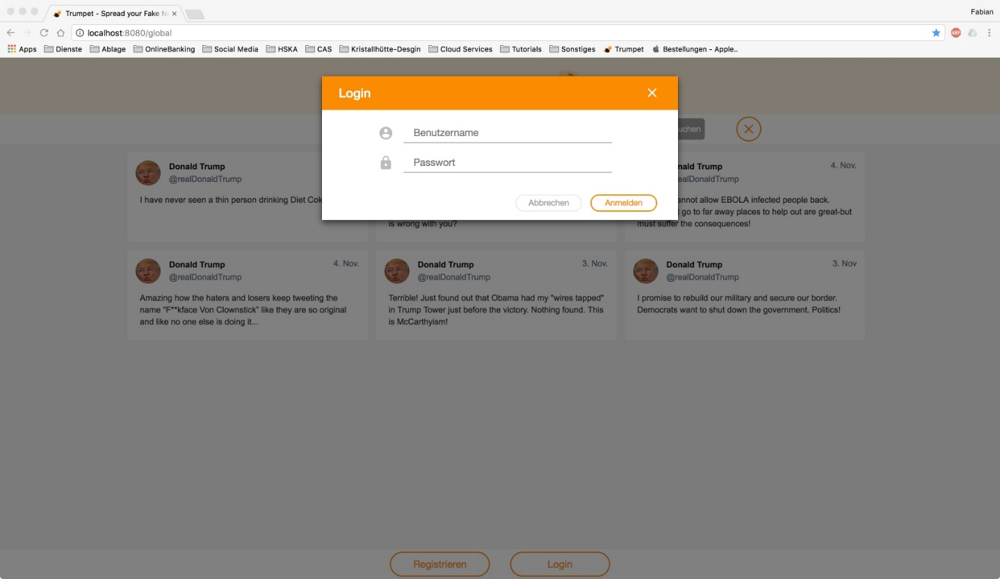 Trumpet - Spread your Fake N
Fabian
localhost:8080/global
ABP
Apps Dienste Ablage OnlineBanking Social Media HSKA CAS Kristallhütte-Desgin Cloud Services Tutorials Sonstiges Trumpet Bestellungen - Apple..
Login
Benutzername
Passwort
Abbrechen Anmelden
uchen
Donald Trump
@realDonaldTrump
I have never seen a thin person drinking Diet Cok
is wrong with you?
nald Trump 4. Nov.
ealDonaldTrump
annot allow EBOLA infected people back.
t go to far away places to help out are great-but
must suffer the consequences!
Donald Trump 4. Nov.
@realDonaldTrump
Amazing how the haters and losers keep tweeting the
name “F**kface Von Clownstick” like they are so original
and like no one else is doing it...
Donald Trump 3. Nov.
@realDonaldTrump
Terrible! Just found out that Obama had my "wires tapped"
in Trump Tower just before the victory. Nothing found. This
is McCarthyism!
Donald Trump 3. Nov
@realDonaldTrump
I promise to rebuild our military and secure our border.
Democrats want to shut down the government. Politics!
Registrieren Login